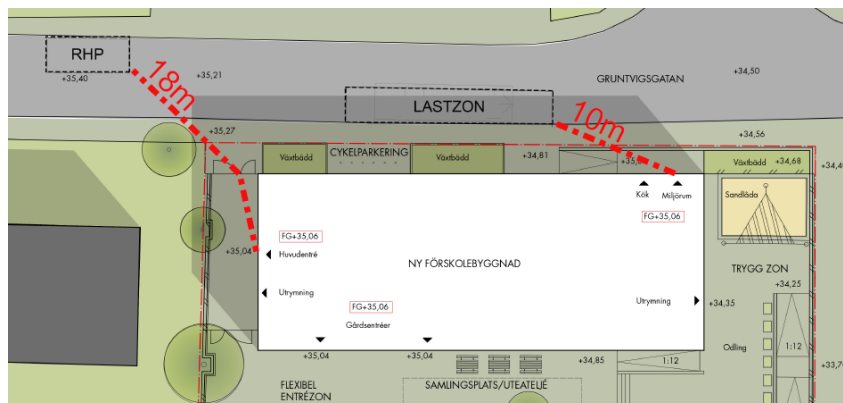 RHP
+35,40
18m
+35,21
LASTZON
GRUNTVIGSGATAN
+34,50
10m
+35,27
+34,56
Växtbädd
CYKELPARKERING
Växtbädd
+34,81
Växtbädd
+34,68
Kök
Miljörum
Sandlåda
FG+35,06
FG+35,06
+35,04
Huvudentré
NY FÖRSKOLEBYGGNAD
TRYGG ZON
+34,25
Utrymning
FG+35,06
Utrymning
+34,35
Gårdsentréer
+35,04
+35,04
+34,85
1:12
Odling
1:12
FLEXIBEL
ENTRÉZON
SAMLINGSPLATS/UTEATELJÉ